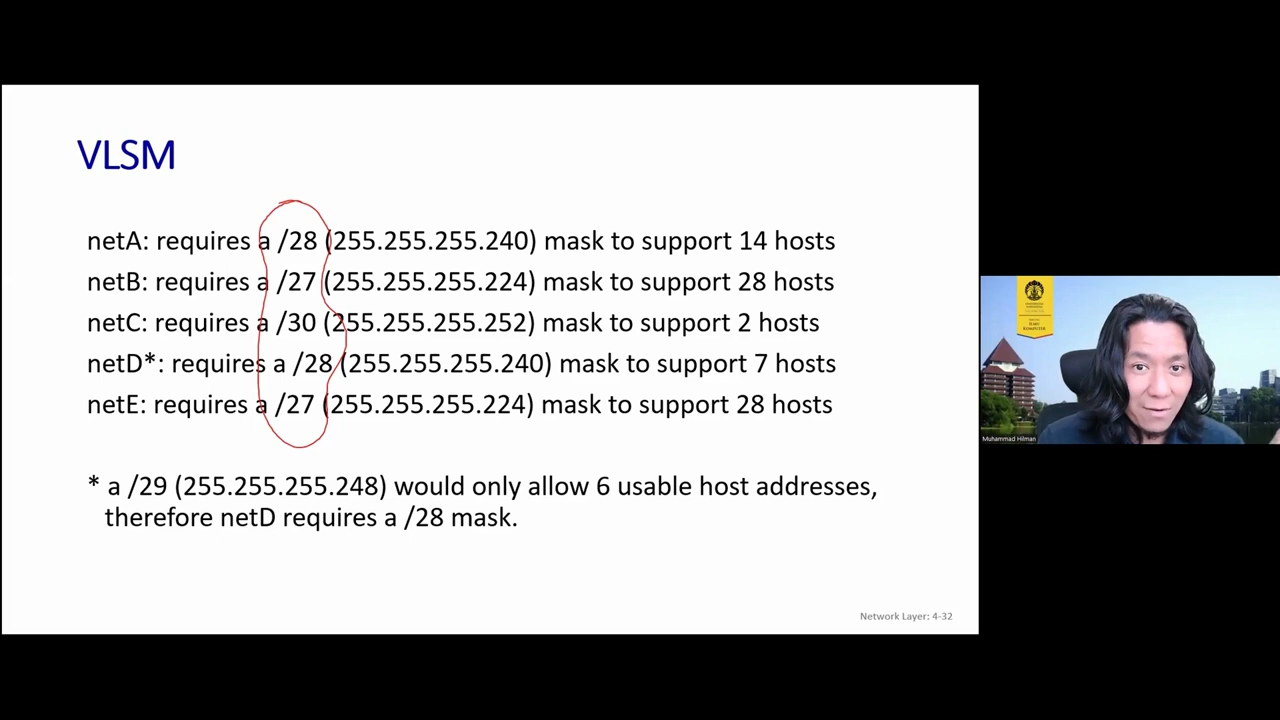 VLSM
netA: requires a /28 (255.255.255.240) mask to support 14 hosts
netB: requires a /27 (255.255.255.224) mask to support 28 hosts
netC: requires a /30 (255.255.255.252) mask to support 2 hosts
netD*: requires a /28 (255.255.255.240) mask to support 7 hosts
netE: requires a /27 (255.255.255.224) mask to support 28 hosts
* a /29 (255.255.255.248) would only allow 6 usable host addresses,
therefore netD requires a /28 mask.
Network Layer: 4-32
ILMU
KOMPUTER
Muhammad Hilman